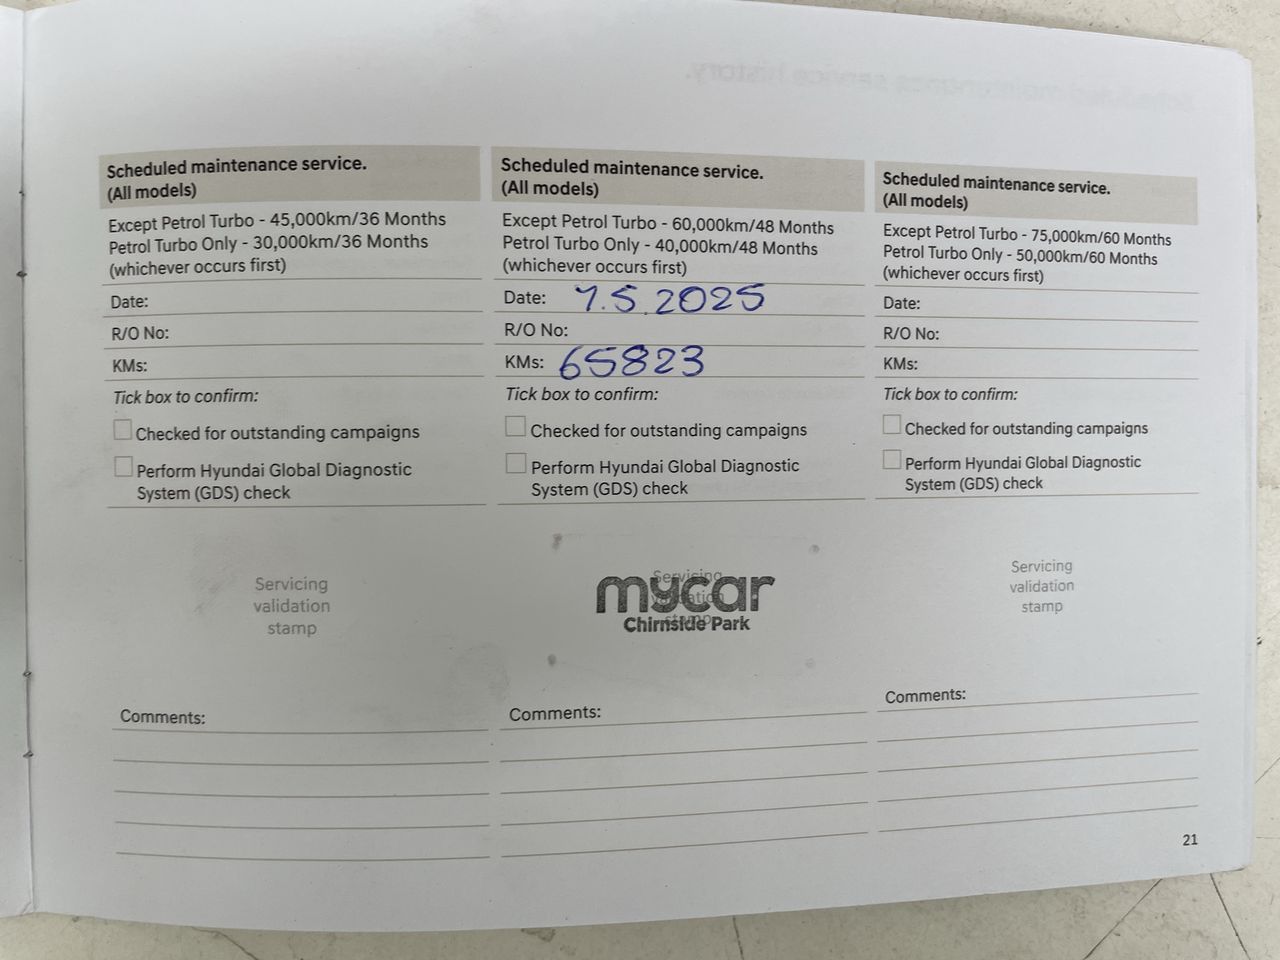 Scheduled maintenance service.
(All models)
Except Petrol Turbo - 45,000km/36 Months
Petrol Turbo Only - 30,000km/36 Months
(whichever occurs first)
Date:
R/O No:
KMs:
Tick box to confirm:
Checked for outstanding campaigns
Perform Hyundai Global Diagnostic
System (GDS) check
Servicing
validation
stamp
Comments:
Scheduled maintenance service.
(All models)
Except Petrol Turbo - 60,000km/48 Months
Petrol Turbo Only - 40,000km/48 Months
(whichever occurs first)
Date: 7.5.2025
R/O No:
KMs: 65823
Tick box to confirm:
Checked for outstanding campaigns
Perform Hyundai Global Diagnostic
System (GDS) check
Servicing
validation
stamp
mycar
Chirnside Park
Comments:
Scheduled maintenance service.
(All models)
Except Petrol Turbo - 75,000km/60 Months
Petrol Turbo Only - 50,000km/60 Months
(whichever occurs first)
Date:
R/O No:
KMs:
Tick box to confirm:
Checked for outstanding campaigns
Perform Hyundai Global Diagnostic
System (GDS) check
Servicing
validation
stamp
Comments:
21